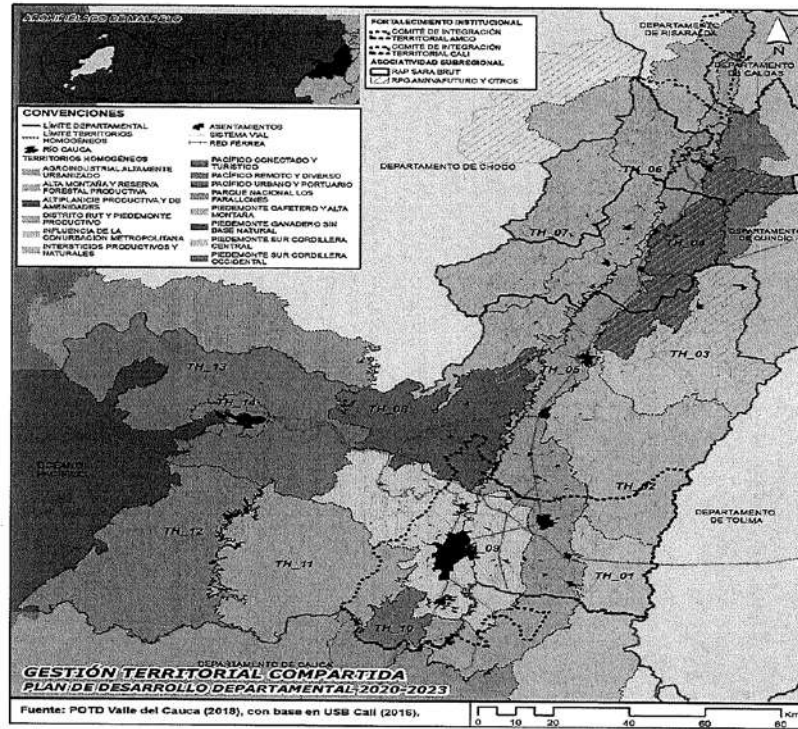 ARCHIPIÉLAGO DE MALPELO
FORTALECIMIENTO INSTITUCIONAL
COMITÉ DE INTEGRACIÓN
TERRITORIAL AMCO
COMITÉ DE INTEGRACIÓN
TERRITORIAL CALI
ASOCIATIVIDAD SUBREGIONAL
RAP SARA BRUT
RPG, AMNVAFUTURO Y OTROS
DEPARTAMENTO
DE RISARALDA
N
DEPARTAMENTO
DE CALDAS
CONVENCIONES
LÍMITE DEPARTAMENTAL
LÍMITE TERRITORIOS
HOMOGÉNEOS
RÍO CAUCA
ASENTAMIENTOS
SISTEMA VIAL
RED FÉRREA
TERRITORIOS HOMOGÉNEOS
AGROINDUSTRIAL ALTAMENTE
URBANIZADO
ALTA MONTAÑA Y RESERVA
FORESTAL PRODUCTIVA
ALTIPLANICIE PRODUCTIVA Y DE
AMENIDADES
DISTRITO RUT Y PIEDEMONTE
PRODUCTIVO
INFLUENCIA DE LA
CONURBACIÓN METROPOLITANA
INTERSTICIOS PRODUCTIVOS Y
NATURALES
PACÍFICO CONECTADO Y
TURÍSTICO
PACÍFICO REMOTO Y DIVERSO
PACÍFICO URBANO Y PORTUARIO
PARQUE NACIONAL LOS
FARALLONES
PIEDEMONTE CAFETERO Y ALTA
MONTAÑA
PIEDEMONTE GANADERO SIN
BASE NATURAL
PIEDEMONTE SUR CORDILLERA
CENTRAL
PIEDEMONTE SUR CORDILLERA
OCCIDENTAL
DEPARTAMENTO DE CHOCÓ
TH_06
DEPARTAMENTO
DE QUINDÍO
TH_07
TH_04
TH_03
TH_05
TH_13
TH_14
TH_08
OCÉANO
PACÍFICO
TH_02
DEPARTAMENTO
DE TOLIMA
TH_12
TH_11
TH_09
TH_01
TH_10
DEPARTAMENTO DE CAUCA
GESTIÓN TERRITORIAL COMPARTIDA
PLAN DE DESARROLLO DEPARTAMENTAL 2020-2023
Fuente: POTD Valle del Cauca (2018), con base en USB Cali (2015).
0 5 10 20 40 60 80 Km